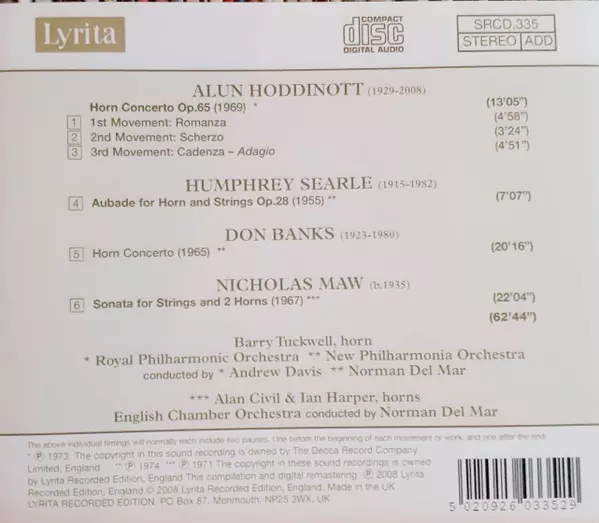 Lyrita
COMPACT
disc
DIGITAL AUDIO
SRCD.335
STEREO ADD
ALUN HODDINOTT (1929-2008)
Horn Concerto Op.65 (1969) * (13'05")
1 1st Movement: Romanza (4'58")
2 2nd Movement: Scherzo (3'24")
3 3rd Movement: Cadenza – Adagio (4'51")
HUMPHREY SEARLE (1915-1982)
4 Aubade for Horn and Strings Op.28 (1955) ** (7'07")
DON BANKS (1923-1980)
5 Horn Concerto (1965) ** (20'16")
NICHOLAS MAW (b.1935)
6 Sonata for Strings and 2 Horns (1967) *** (22'04")
(62'44")
Barry Tuckwell, horn
* Royal Philharmonic Orchestra ** New Philharmonia Orchestra
conducted by * Andrew Davis ** Norman Del Mar
*** Alan Civil & Ian Harper, horns
English Chamber Orchestra conducted by Norman Del Mar
The above individual timings will normally each include two pauses. One before the beginning of each movement or work, and one after the end.
* ℗ 1973 The copyright in this sound recording is owned by The Decca Record Company
Limited, England ** ℗ 1974 *** ℗ 1971 The copyright in these sound recordings is owned by
Lyrita Recorded Edition, England This compilation and digital remastering ℗ 2008 Lyrita
Recorded Edition, England © 2008 Lyrita Recorded Edition, England. Made in the UK
LYRITA RECORDED EDITION. PO Box 87, Monmouth, NP25 3WX, UK
5 020926 033529